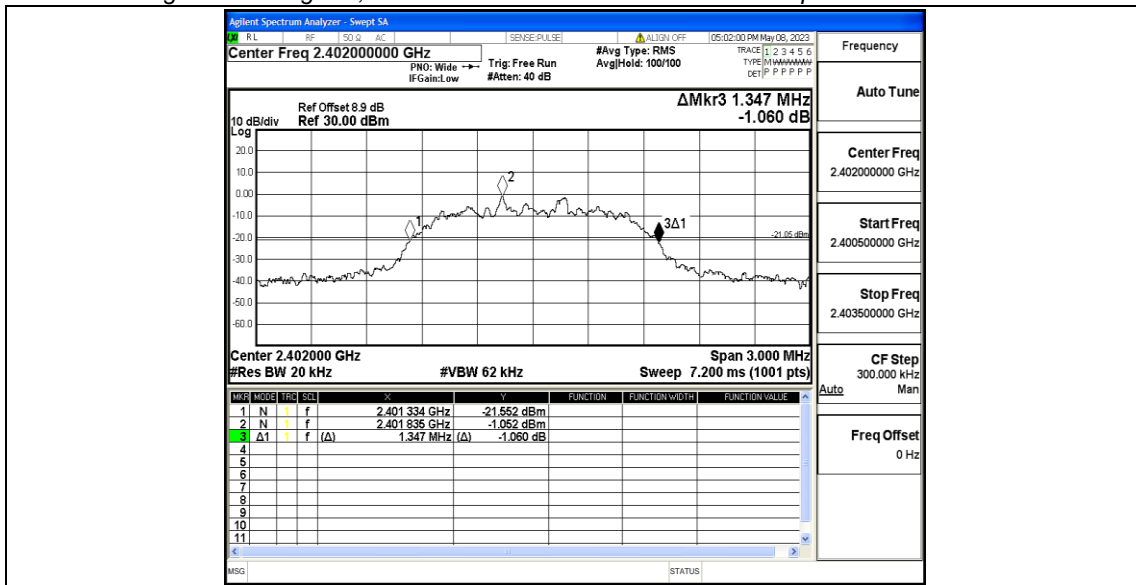 Agilent Spectrum Analyzer - Swept SA
RL RF 50 Ω AC SENSE:PULSE ALIGN OFF 05:02:00 PM May 08, 2023
Center Freq 2.402000000 GHz
PNO: Wide
IFGain:Low
Trig: Free Run
#Atten: 40 dB
#Avg Type: RMS
Avg|Hold: 100/100
TRACE 1 2 3 4 5 6
TYPE M WWWWW
DET P P P P P P
Frequency
Auto Tune
Center Freq
2.402000000 GHz
Start Freq
2.400500000 GHz
Stop Freq
2.403500000 GHz
CF Step
300.000 kHz
Auto Man
Freq Offset
0 Hz
ΔMkr3 1.347 MHz
-1.060 dB
Ref Offset 8.9 dB
10 dB/div Ref 30.00 dBm
Log
20.0
10.0
0.00
-10.0
-20.0
-30.0
-40.0
-50.0
-60.0
1
2
3Δ1
-21.05 dBm
Center 2.402000 GHz Span 3.000 MHz
#Res BW 20 kHz #VBW 62 kHz Sweep 7.200 ms (1001 pts)
MKR MODE TRC SCL X Y FUNCTION FUNCTION WIDTH FUNCTION VALUE
1 N 1 f 2.401 334 GHz -21.552 dBm
2 N 1 f 2.401 835 GHz -1.052 dBm
3 Δ1 1 f (Δ) 1.347 MHz (Δ) -1.060 dB
4
5
6
7
8
9
10
11
MSG STATUS